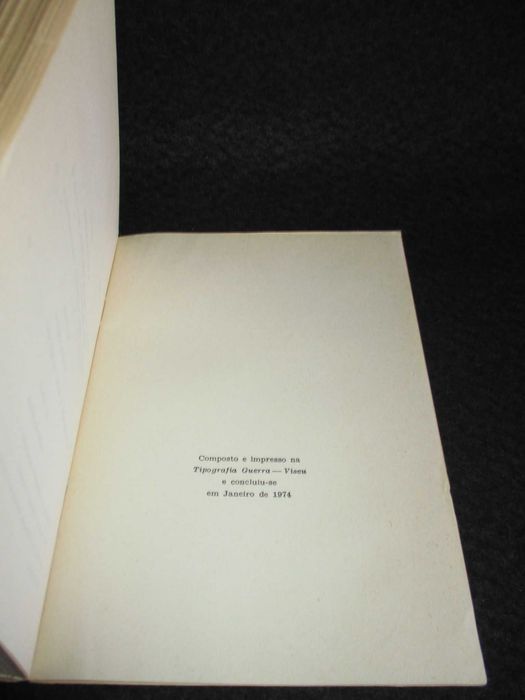 Composto e impresso na
Tipografia Guerra — Viseu
e concluiu-se
em Janeiro de 1974